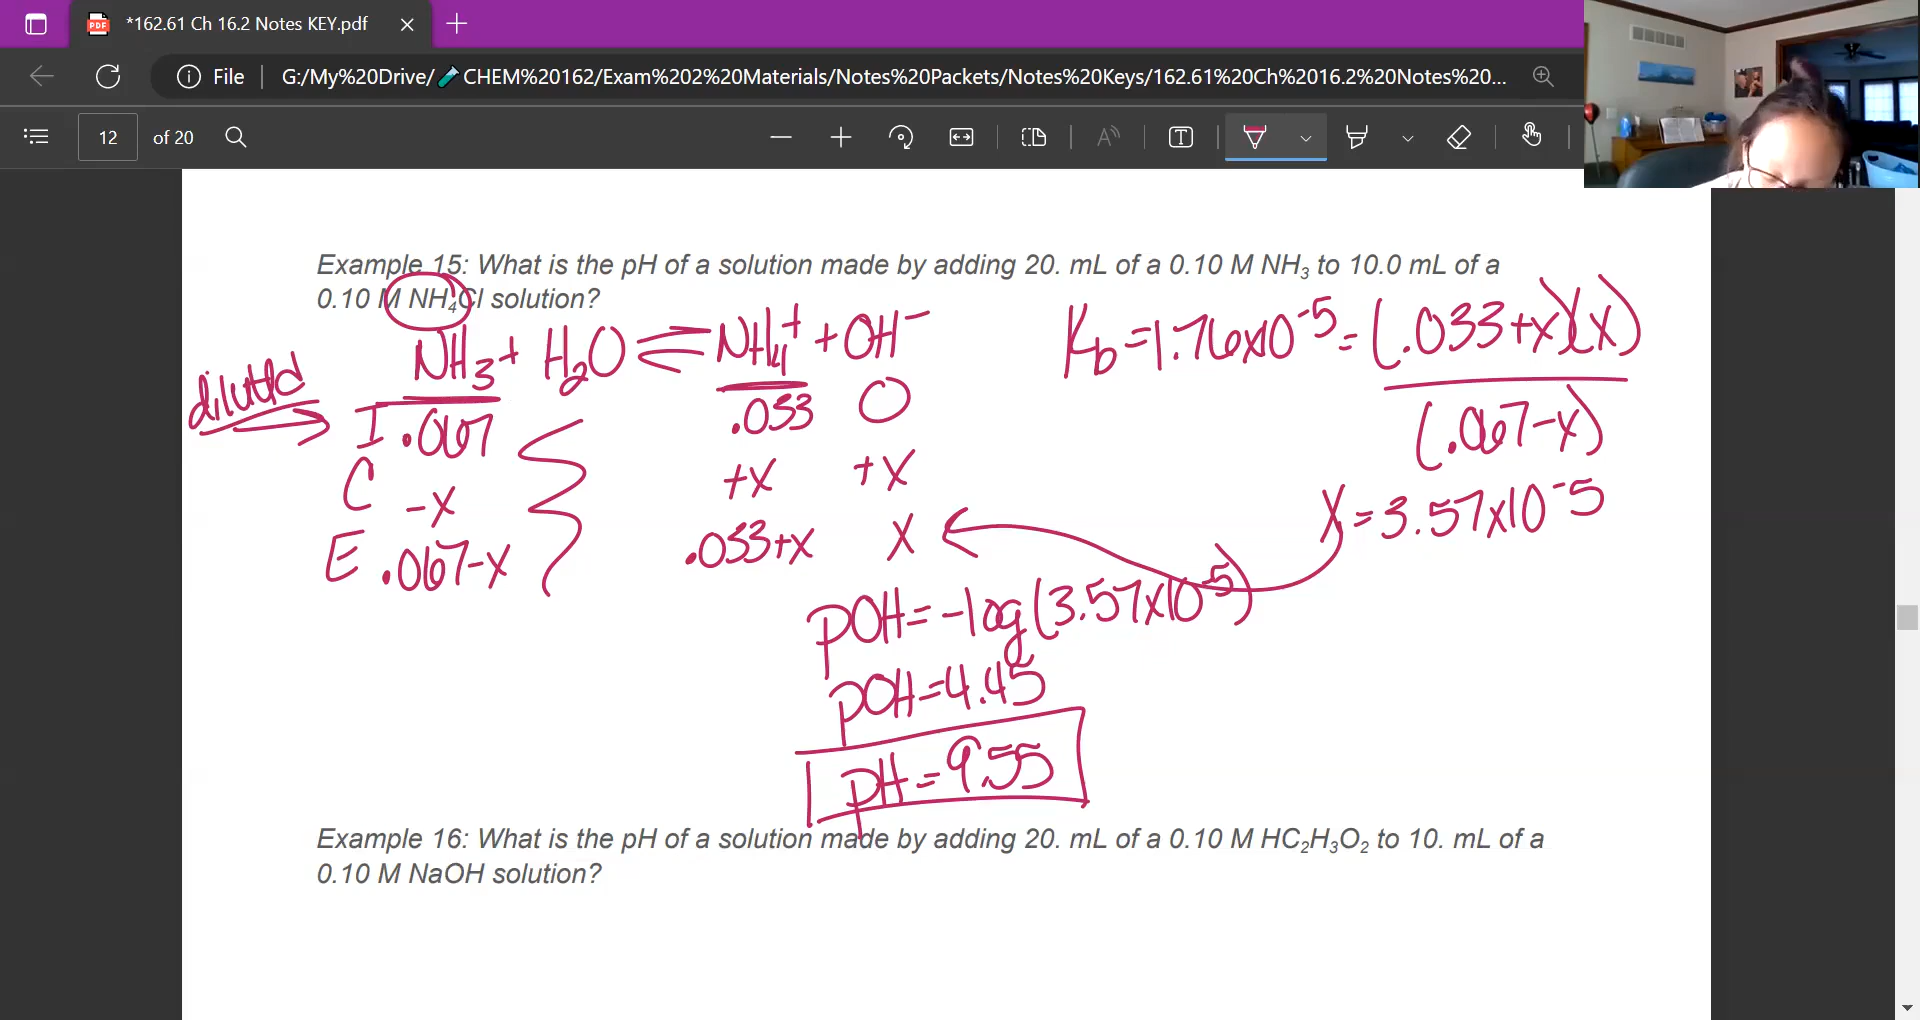 *162.61 Ch 16.2 Notes KEY.pdf
File G:/My%20Drive/🧪CHEM%20162/Exam%202%20Materials/Notes%20Packets/Notes%20Keys/162.61%20Ch%2016.2%20Notes%20...
12 of 20
Example 15: What is the pH of a solution made by adding 20. mL of a 0.10 M NH₃ to 10.0 mL of a
0.10 M NH₄Cl solution?
NH₃ + H₂O ⇌ NH₄⁺ + OH⁻
diluted
I .067 .033 0
C -x +x +x
E .067-x .033+x x
Kb = 1.76x10⁻⁵ = (.033+x)(x)
(.067-x)
x = 3.57x10⁻⁵
pOH = -log(3.57x10⁻⁵)
pOH = 4.45
pH = 9.55
Example 16: What is the pH of a solution made by adding 20. mL of a 0.10 M HC₂H₃O₂ to 10. mL of a
0.10 M NaOH solution?